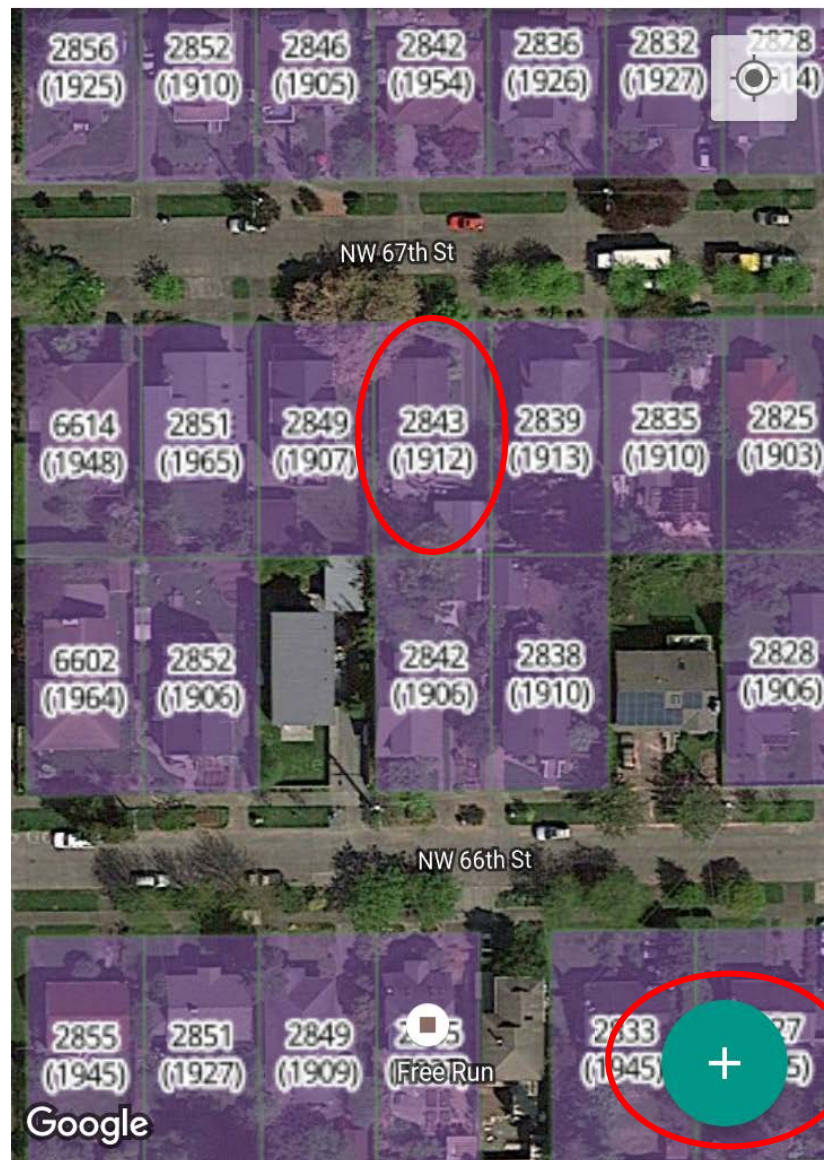 2856 2852 2846 2842 2836 2832
(1925) (1910) (1905) (1954) (1926) (1927)
NW 67th St
6614 2851 2849 2843 2839 2835 2825
(1948) (1965) (1907) (1912) (1913) (1910) (1903)
6602 2852 2842 2838 2828
(1964) (1906) (1906) (1910) (1906)
NW 66th St
2855 2851 2849 2833
(1945) (1927) (1909) (1945)
Free Run
Google